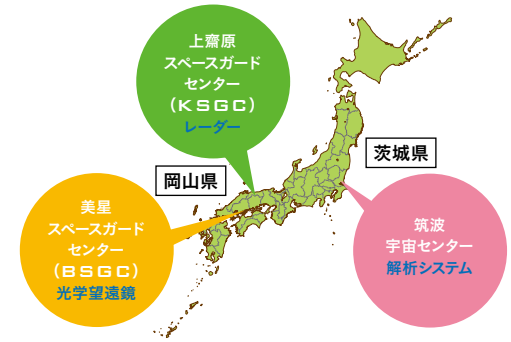 上齋原
スペースガード
センター
（KSGC）
レーダー
岡山県
茨城県
美星
スペースガード
センター
（BSGC）
光学望遠鏡
筑波
宇宙センター
解析システム